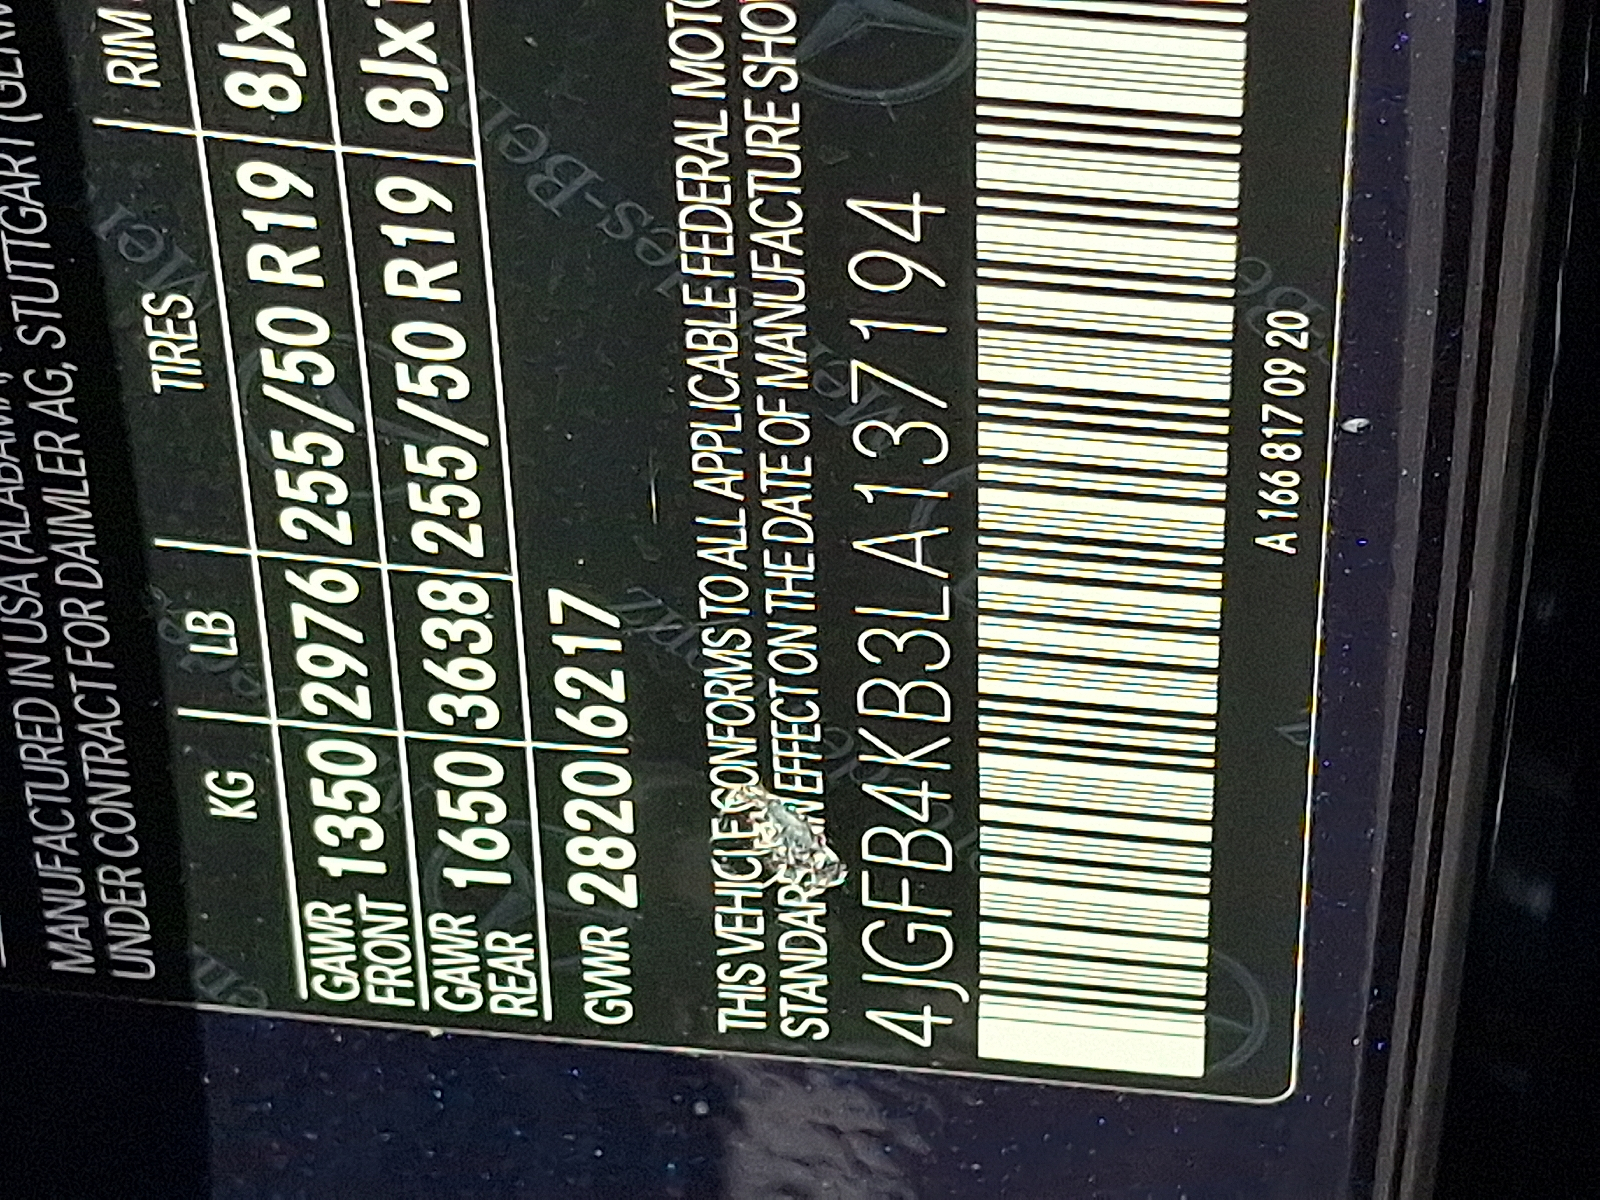 MANUFACTURED IN USA (ALABAMA
UNDER CONTRACT FOR DAIMLER AG, STUTTGART (GERM
KG LB TIRES RIM
GAWR FRONT 1350 2976 255/50 R19 8Jx
GAWR REAR 1650 3638 255/50 R19 8Jx
GVWR 2820 6217
THIS VEHICLE CONFORMS TO ALL APPLICABLE FEDERAL MOTO
STANDARDS IN EFFECT ON THE DATE OF MANUFACTURE SHO
4JGFB4KB3LA137194
A 166 817 09 20